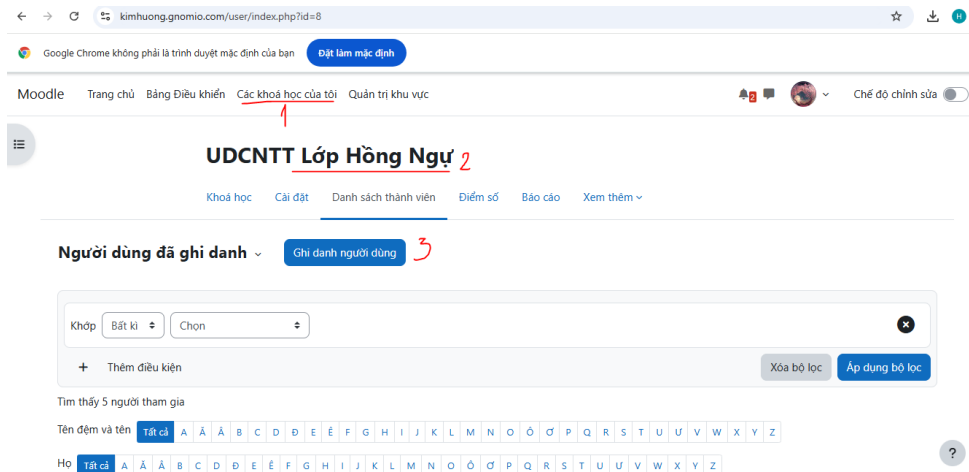 kimhuong.gnomio.com/user/index.php?id=8
H
Google Chrome không phải là trình duyệt mặc định của bạn Đặt làm mặc định
Moodle Trang chủ Bảng Điều khiển Các khoá học của tôi Quản trị khu vực 2 Chế độ chỉnh sửa
1
UDCNTT Lớp Hồng Ngự 2
Khoá học Cài đặt Danh sách thành viên Điểm số Báo cáo Xem thêm
Người dùng đã ghi danh Ghi danh người dùng 3
Khớp Bất kì Chọn
+ Thêm điều kiện Xóa bộ lọc Áp dụng bộ lọc
Tìm thấy 5 người tham gia
Tên đệm và tên Tất cả A Ă Â B C D Đ E Ê F G H I J K L M N O Ô Ơ P Q R S T U Ư V W X Y Z
Họ Tất cả A Ă Â B C D Đ E Ê F G H I J K L M N O Ô Ơ P Q R S T U Ư V W X Y Z
?